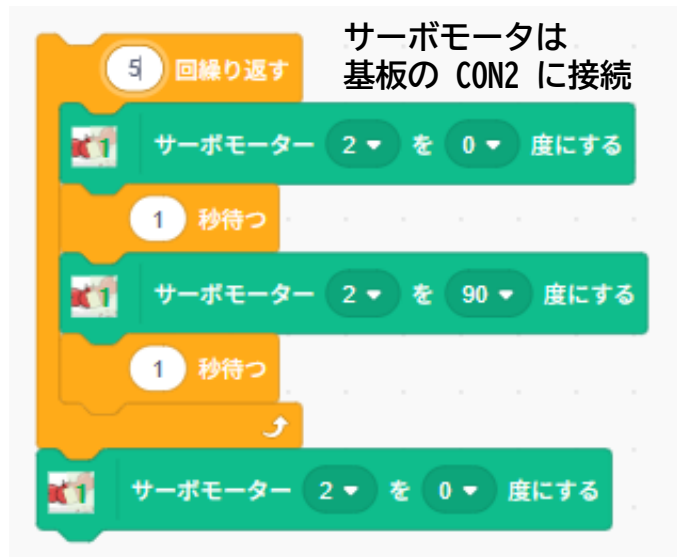 サーボモータは
基板の CON2 に接続
5 回繰り返す
1 サーボモーター 2 を 0 度にする
1 秒待つ
1 サーボモーター 2 を 90 度にする
1 秒待つ
1 サーボモーター 2 を 0 度にする